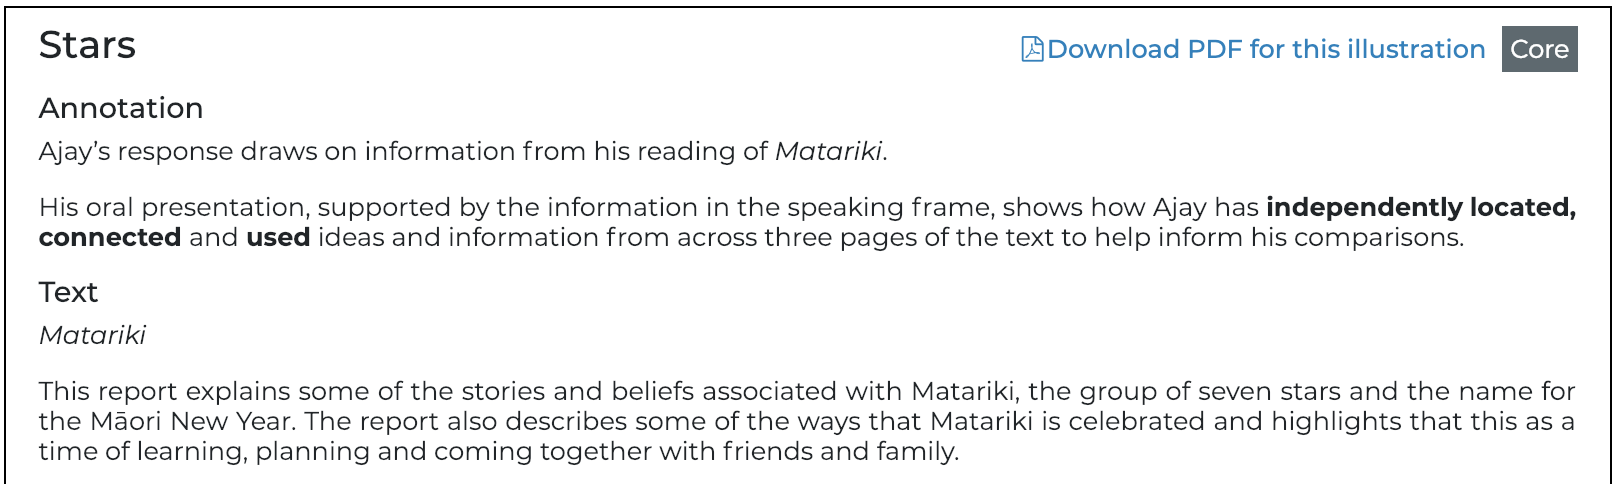 Stars
Download PDF for this illustration
Core
Annotation
Ajay’s response draws on information from his reading of Matariki.
His oral presentation, supported by the information in the speaking frame, shows how Ajay has independently located,
connected and used ideas and information from across three pages of the text to help inform his comparisons.
Text
Matariki
This report explains some of the stories and beliefs associated with Matariki, the group of seven stars and the name for
the Māori New Year. The report also describes some of the ways that Matariki is celebrated and highlights that this as a
time of learning, planning and coming together with friends and family.